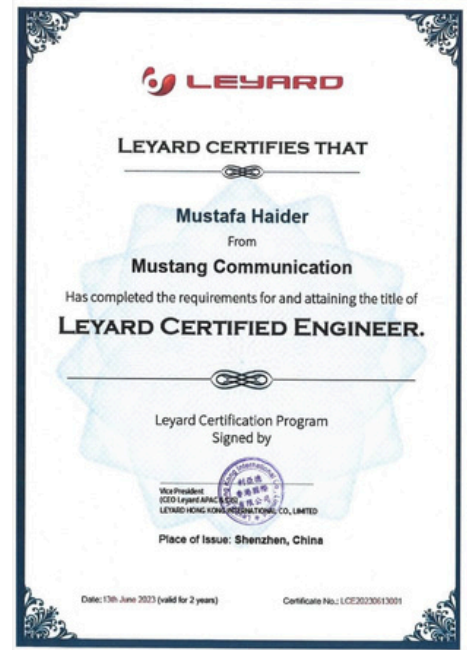 LEYARD
LEYARD CERTIFIES THAT
Mustafa Haider
From
Mustang Communication
Has completed the requirements for and attaining the title of
LEYARD CERTIFIED ENGINEER.
Leyard Certification Program
Signed by
Vice President
(CEO Leyard APAC &
LEYARD HONG KONG INTERNATIONAL CO., LIMITED
Place of Issue: Shenzhen, China
Date: 13th June 2023 (valid for 2 years)
Certificate No.: LCE20230613001